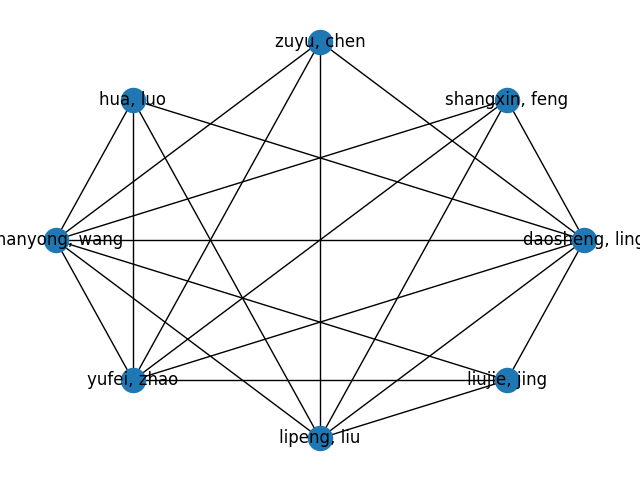 zuyu, chen
hua, luo
shangxin, feng
hanyong, wang
daosheng, ling
yufei, zhao
liujie, jing
lipeng, liu